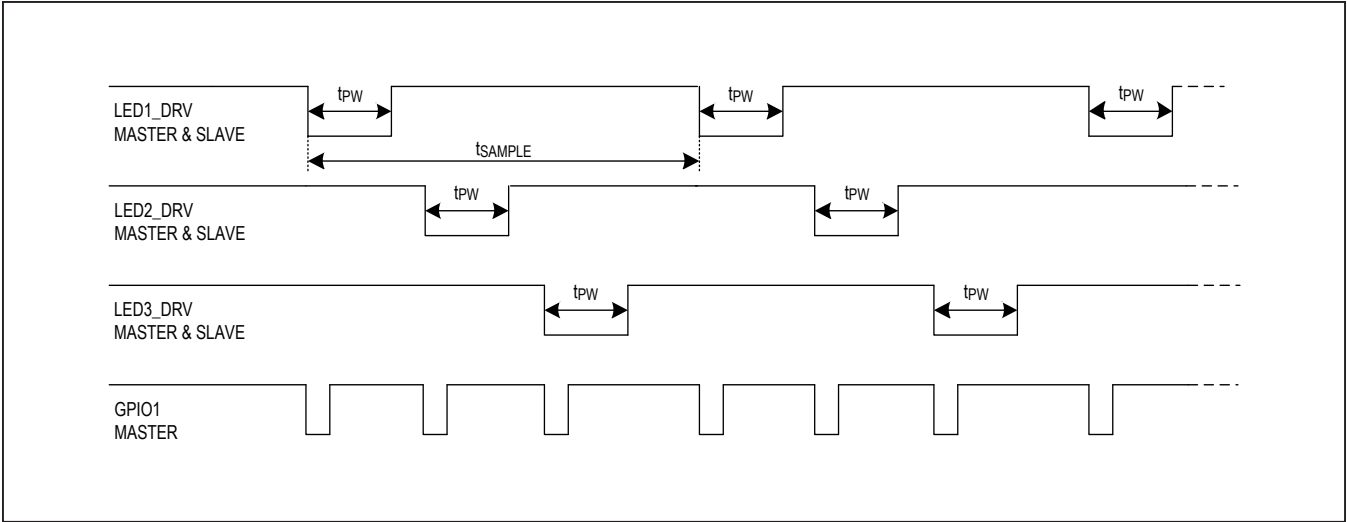 tPW tPW tPW
LED1_DRV
MASTER & SLAVE
tSAMPLE
tPW tPW
LED2_DRV
MASTER & SLAVE
tPW tPW
LED3_DRV
MASTER & SLAVE
GPIO1
MASTER